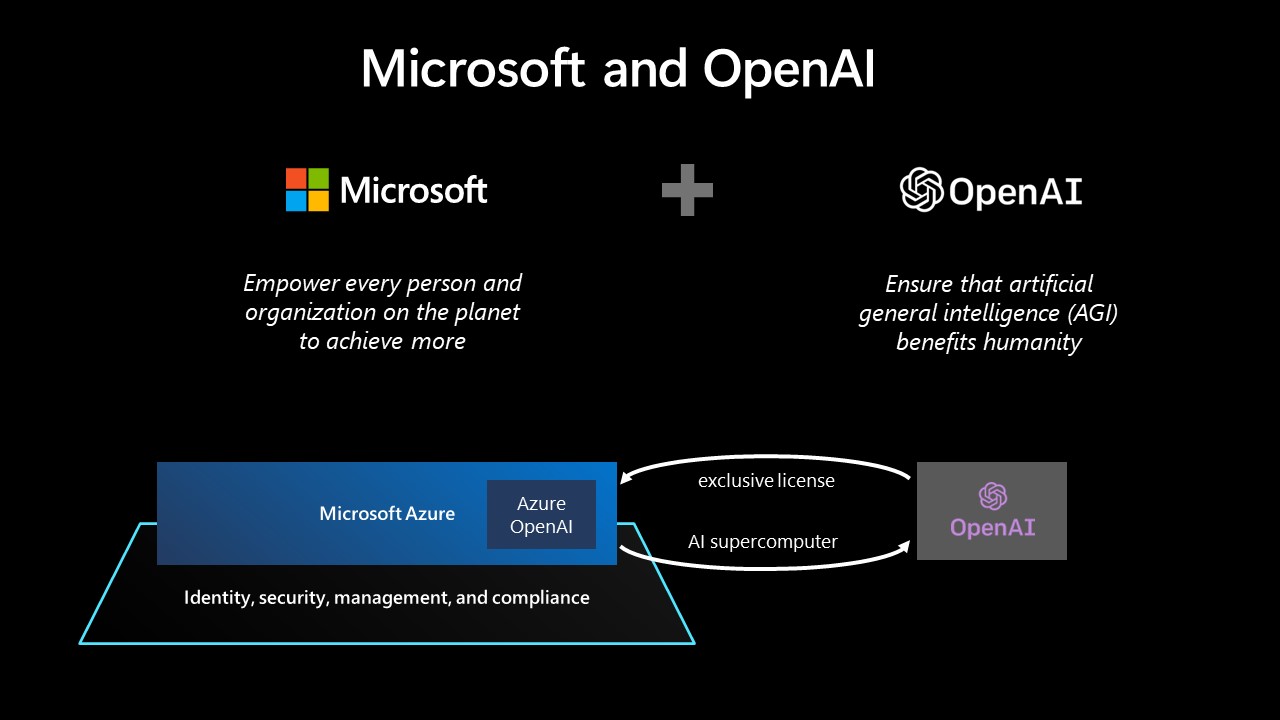 Microsoft and OpenAI
Microsoft
OpenAI
Empower every person and
organization on the planet
to achieve more
Ensure that artificial
general intelligence (AGI)
benefits humanity
Microsoft Azure
Azure
OpenAI
exclusive license
AI supercomputer
OpenAI
Identity, security, management, and compliance